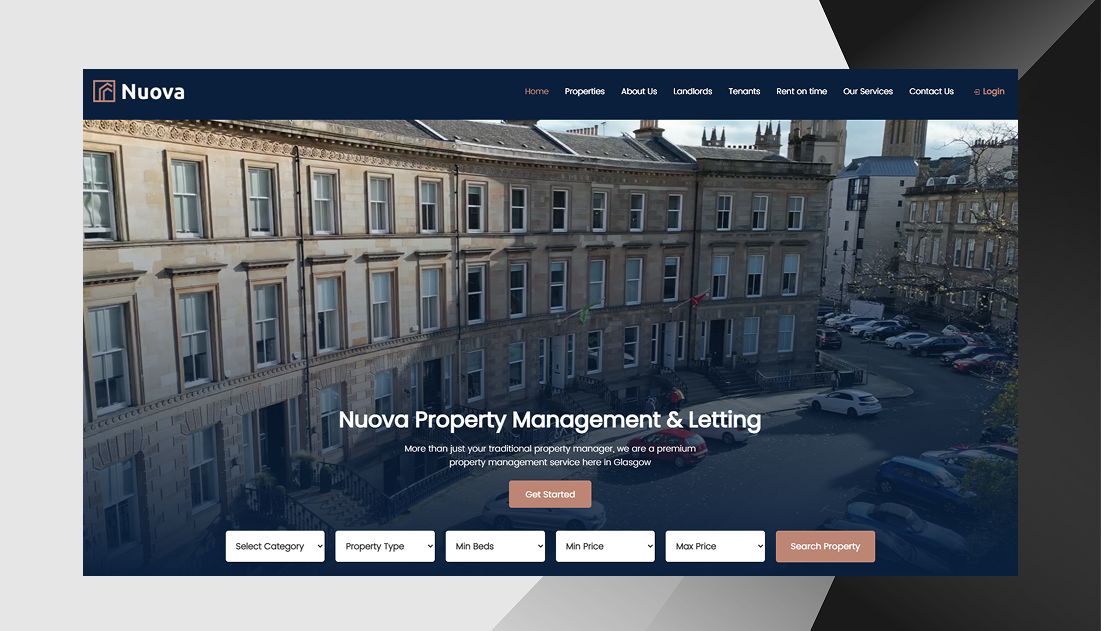 Nuova
Home Properties About Us Landlords Tenants Rent on time Our Services Contact Us Login
Nuova Property Management & Letting
More than just your traditional property manager, we are a premium
property management service here in Glasgow
Get Started
Select Category Property Type Min Beds Min Price Max Price Search Property